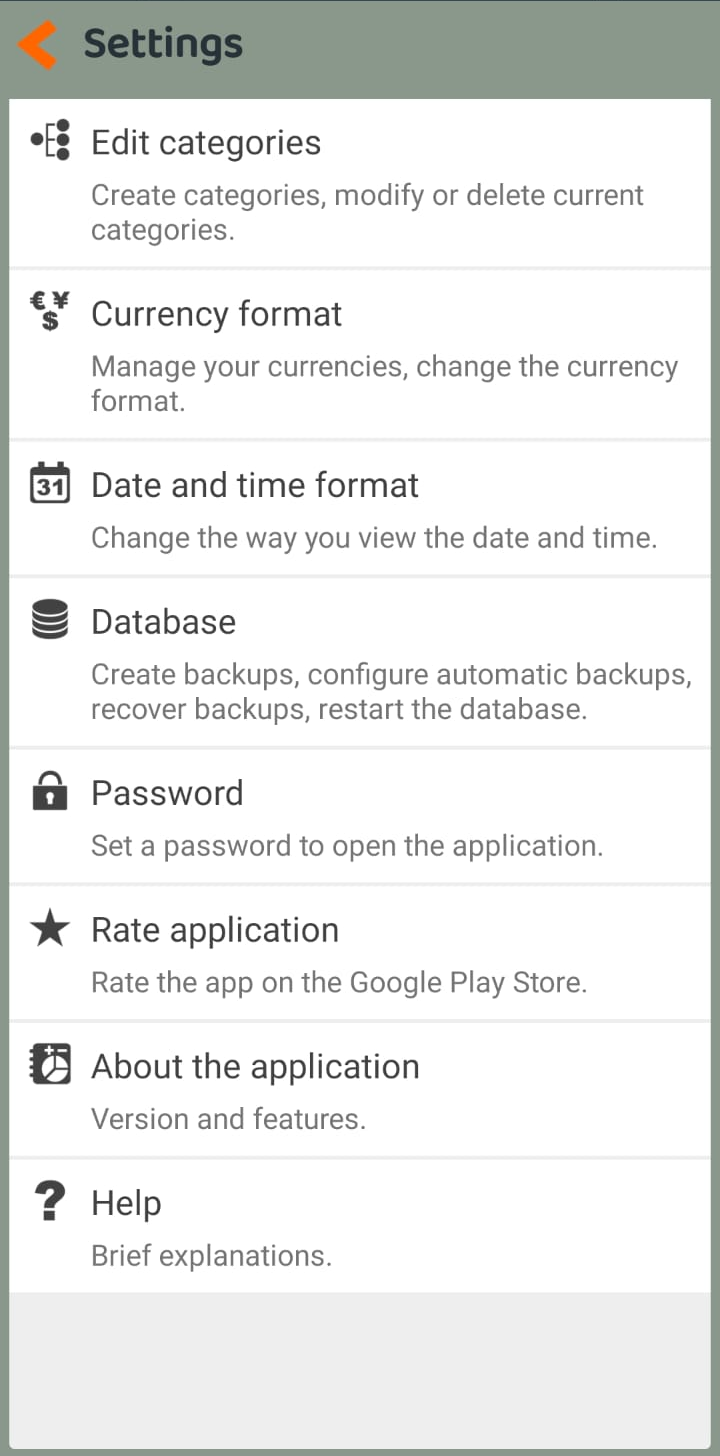 Settings
Edit categories
Create categories, modify or delete current
categories.
€ ¥
$
Currency format
Manage your currencies, change the currency
format.
31
Date and time format
Change the way you view the date and time.
Database
Create backups, configure automatic backups,
recover backups, restart the database.
Password
Set a password to open the application.
Rate application
Rate the app on the Google Play Store.
About the application
Version and features.
?
Help
Brief explanations.